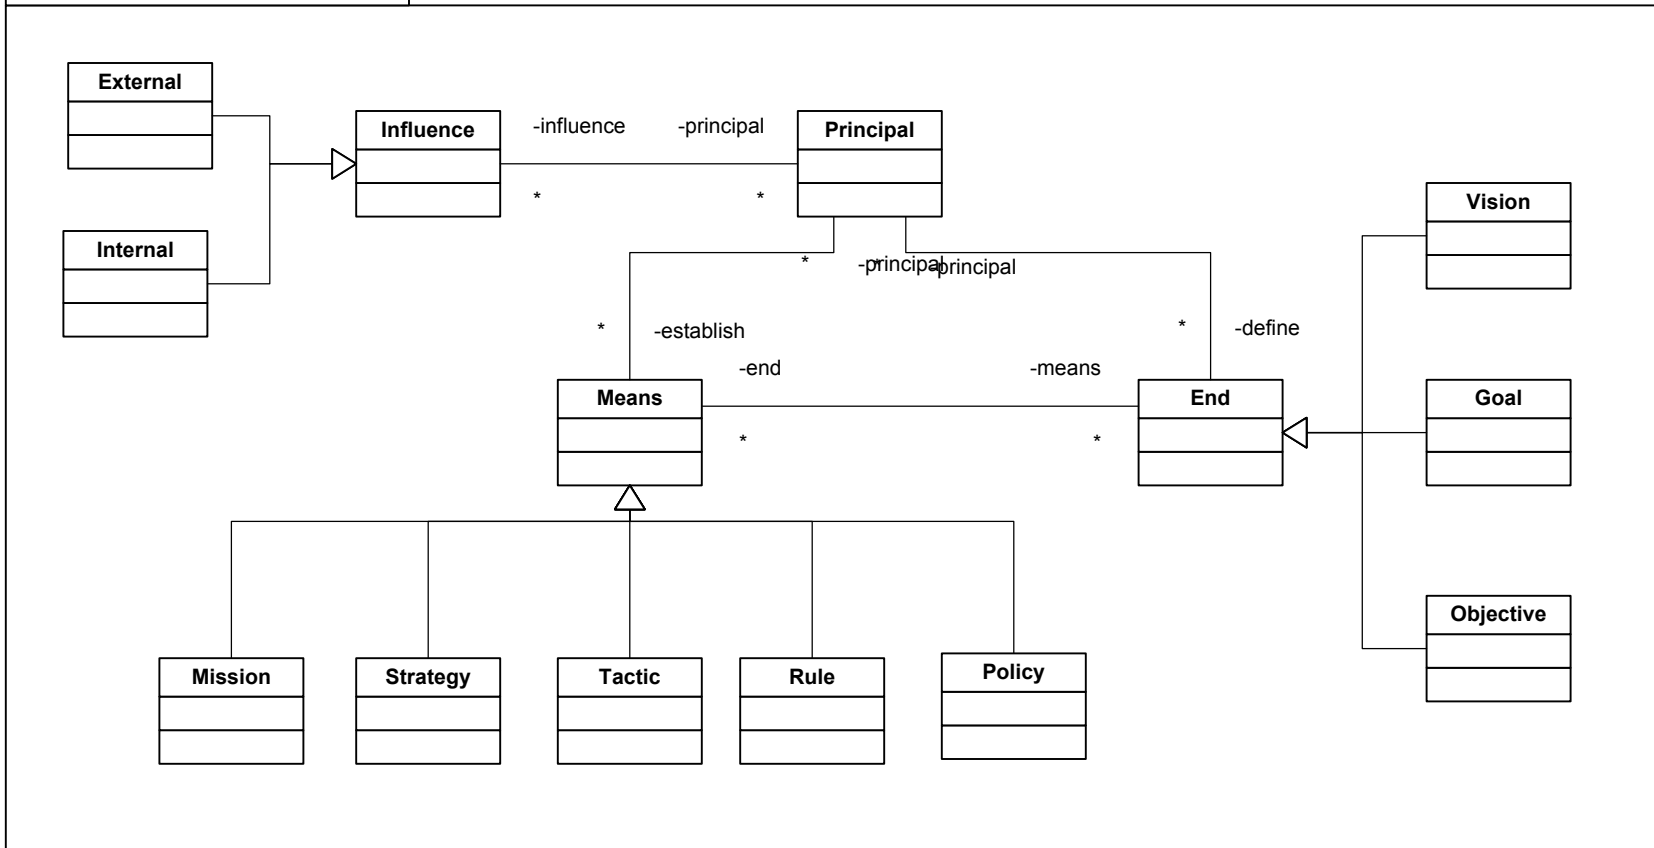 External
Influence
-influence
-principal
Principal
*
*
Vision
Internal
*
-principal
*
-principal
*
-establish
*
-define
-end
-means
Means
End
Goal
*
*
Objective
Mission
Strategy
Tactic
Rule
Policy